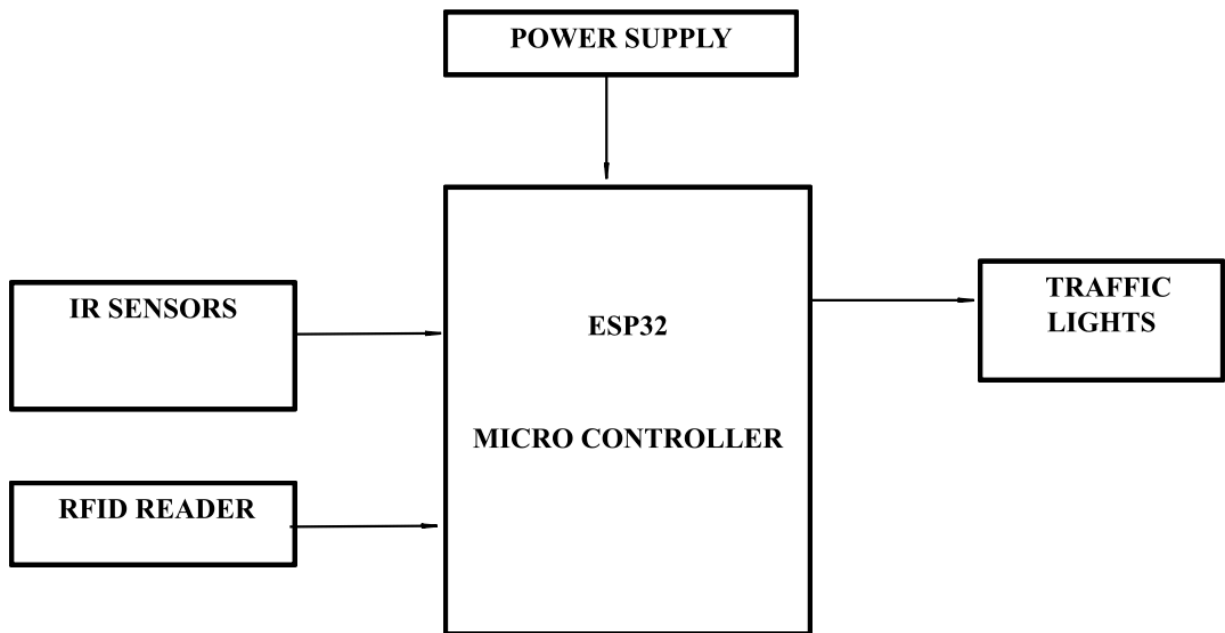 POWER SUPPLY
IR SENSORS
ESP32
MICRO CONTROLLER
TRAFFIC
LIGHTS
RFID READER